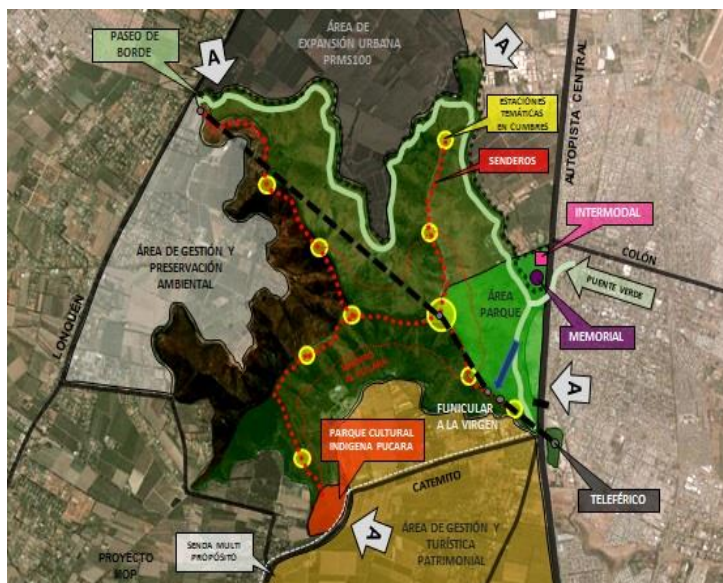 ÁREA DE
EXPANSIÓN URBANA
PRMS100
PASEO DE
BORDE
A
A
ESTACIONES
TEMÁTICAS
EN CUMBRES
SENDEROS
AUTOPISTA CENTRAL
INTERMODAL
COLÓN
ÁREA DE GESTIÓN Y
PRESERVACIÓN
AMBIENTAL
ÁREA
PARQUE
PUENTE VERDE
MEMORIAL
LONQUEN
A
FUNICULAR
A LA VIRGEN
PARQUE CULTURAL
INDIGENA PUCARA
TELEFÉRICO
CATEMITO
A
ÁREA DE GESTIÓN Y
TURÍSTICA
PATRIMONIAL
SENDA MULTI
PROPÓSITO
PROYECTO
MOP